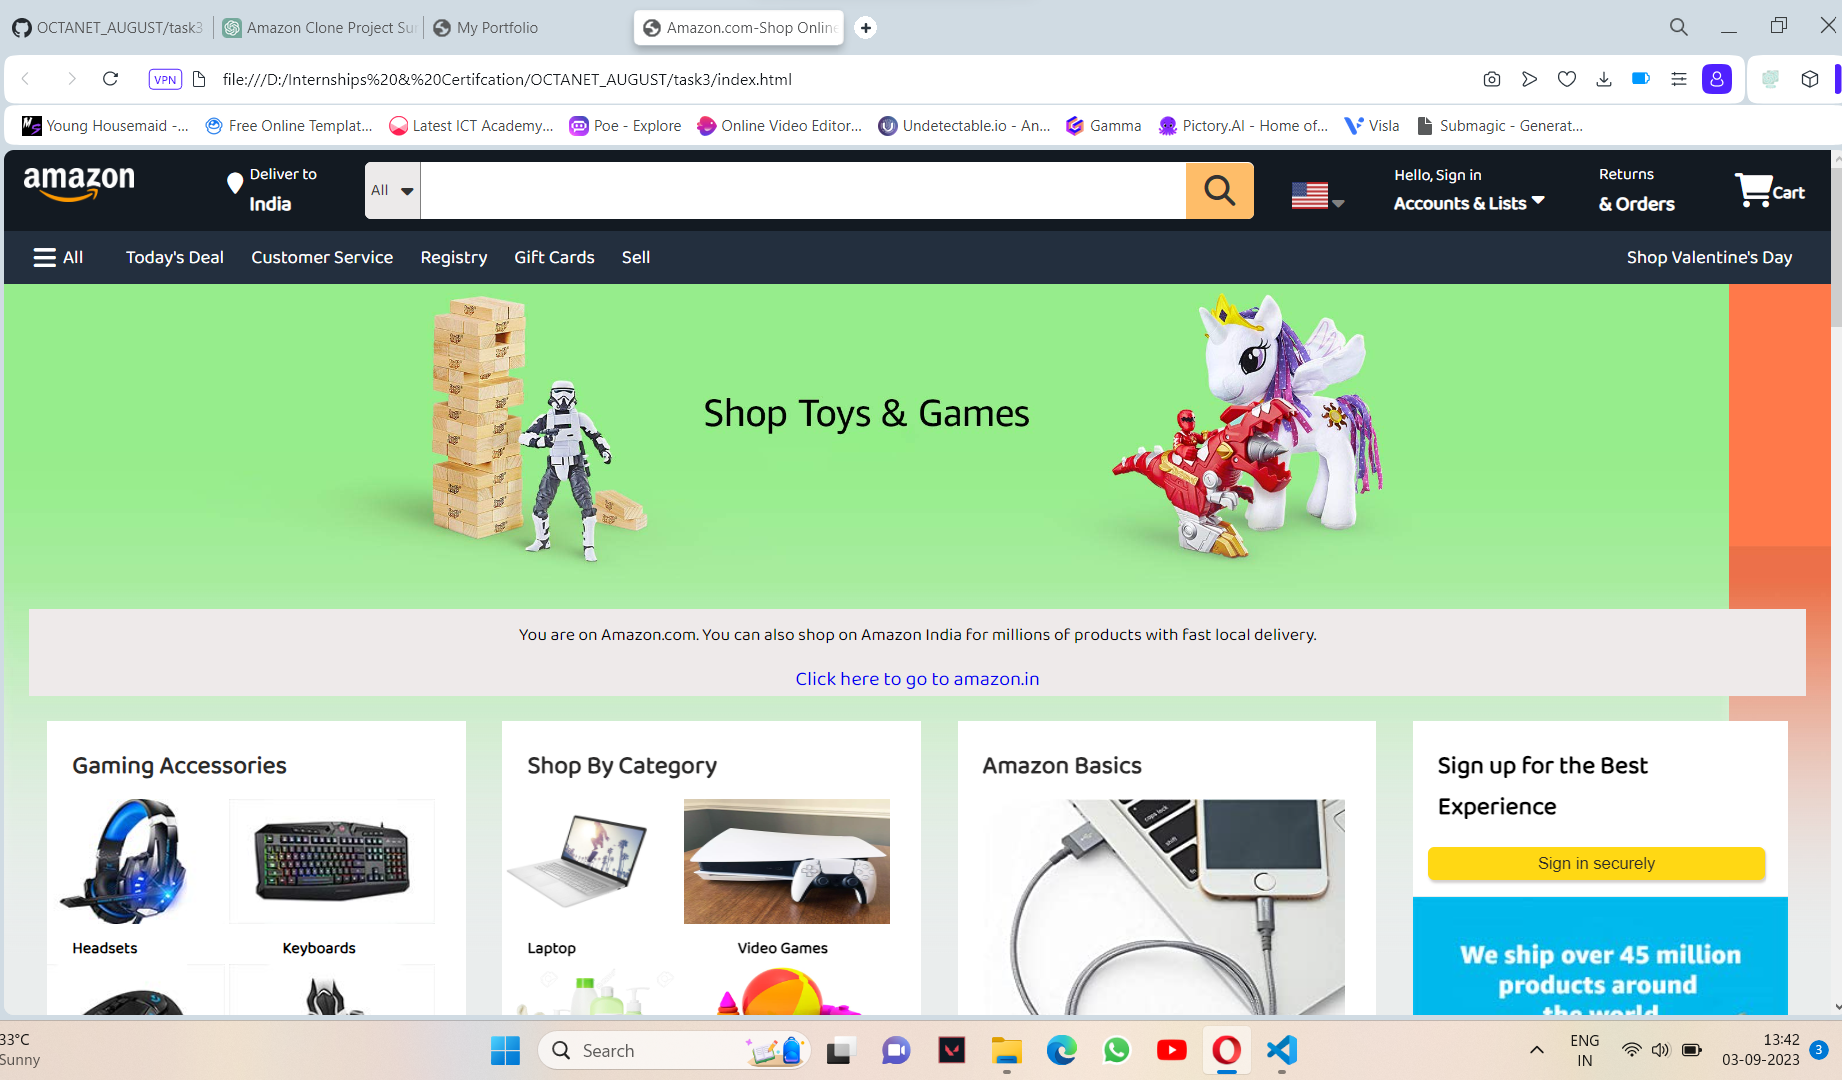 OCTANET_AUGUST/task3
Amazon Clone Project Su
My Portfolio
Amazon.com-Shop Online
VPN
file:///D:/Internships%20&%20Certifcation/OCTANET_AUGUST/task3/index.html
Young Housemaid -...
Free Online Templat...
Latest ICT Academy...
Poe - Explore
Online Video Editor...
Undetectable.io - An...
Gamma
Pictory.AI - Home of...
Visla
Submagic - Generat...
amazon
Deliver to
India
All
Hello, Sign in
Accounts & Lists
Returns
& Orders
Cart
All
Today's Deal
Customer Service
Registry
Gift Cards
Sell
Shop Valentine's Day
Shop Toys & Games
You are on Amazon.com. You can also shop on Amazon India for millions of products with fast local delivery.
Click here to go to amazon.in
Gaming Accessories
Shop By Category
Amazon Basics
Sign up for the Best
Experience
caps lock
shift
Sign in securely
Headsets
Keyboards
Laptop
Video Games
We ship over 45 million
products around
the world
33°C
Sunny
Search
ENG
IN
13:42
03-09-2023
3